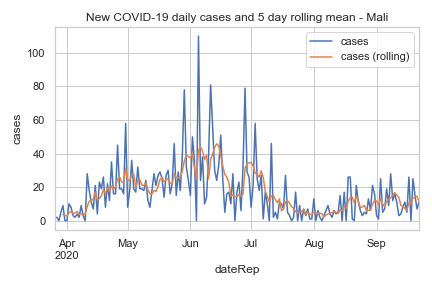 New COVID-19 daily cases and 5 day rolling mean - Mali
cases
cases (rolling)
cases
100
80
60
40
20
0
Apr
2020
May
Jun
Jul
Aug
Sep
dateRep